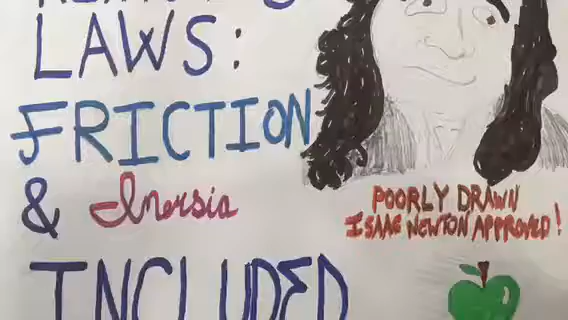 LAWS:
FRICTION
& Inersia
POORLY DRAWN
ISAAC NEWTON APPROVED!
INCLUDED